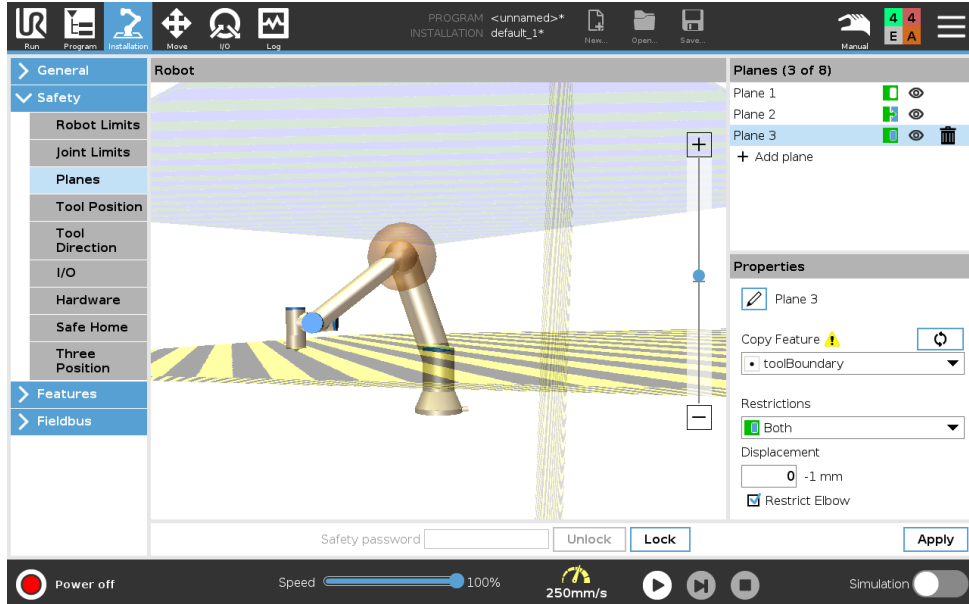 UR
PROGRAM <unnamed>*
INSTALLATION default_1*
Run
Program
Installation
Move
I/O
Log
New...
Open...
Save...
Manual
4 4
E A
General
Safety
Robot Limits
Joint Limits
Planes
Tool Position
Tool
Direction
I/O
Hardware
Safe Home
Three
Position
Features
Fieldbus
Robot
Planes (3 of 8)
Plane 1
Plane 2
Plane 3
+ Add plane
Properties
Plane 3
Copy Feature
toolBoundary
Restrictions
Both
Displacement
0 -1 mm
Restrict Elbow
Safety password
Unlock
Lock
Apply
Power off
Speed
100%
250mm/s
Simulation